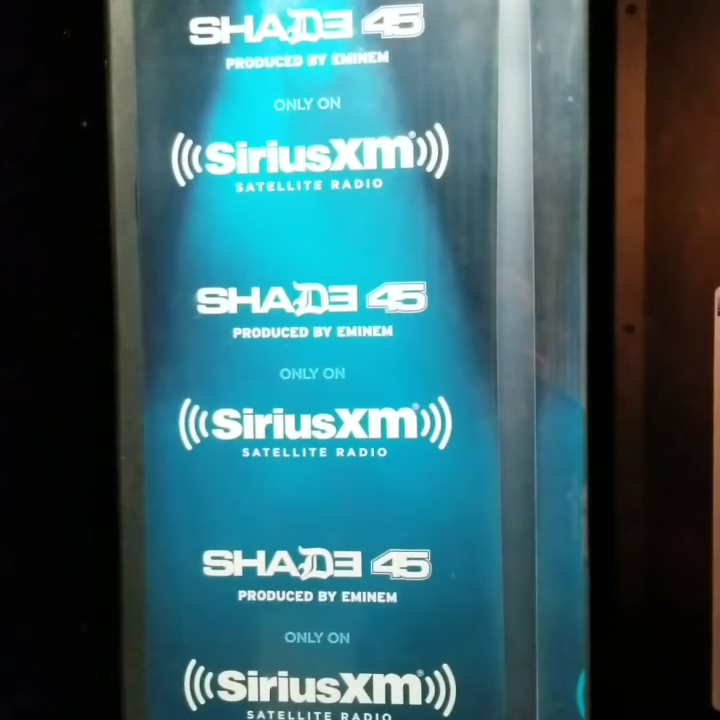 SHADE 45
PRODUCED BY EMINEM
ONLY ON
SiriusXm
SATELLITE RADIO
SHADE 45
PRODUCED BY EMINEM
ONLY ON
SiriusXm
SATELLITE RADIO
SHADE 45
PRODUCED BY EMINEM
ONLY ON
SiriusXm
SATELLITE RADIO